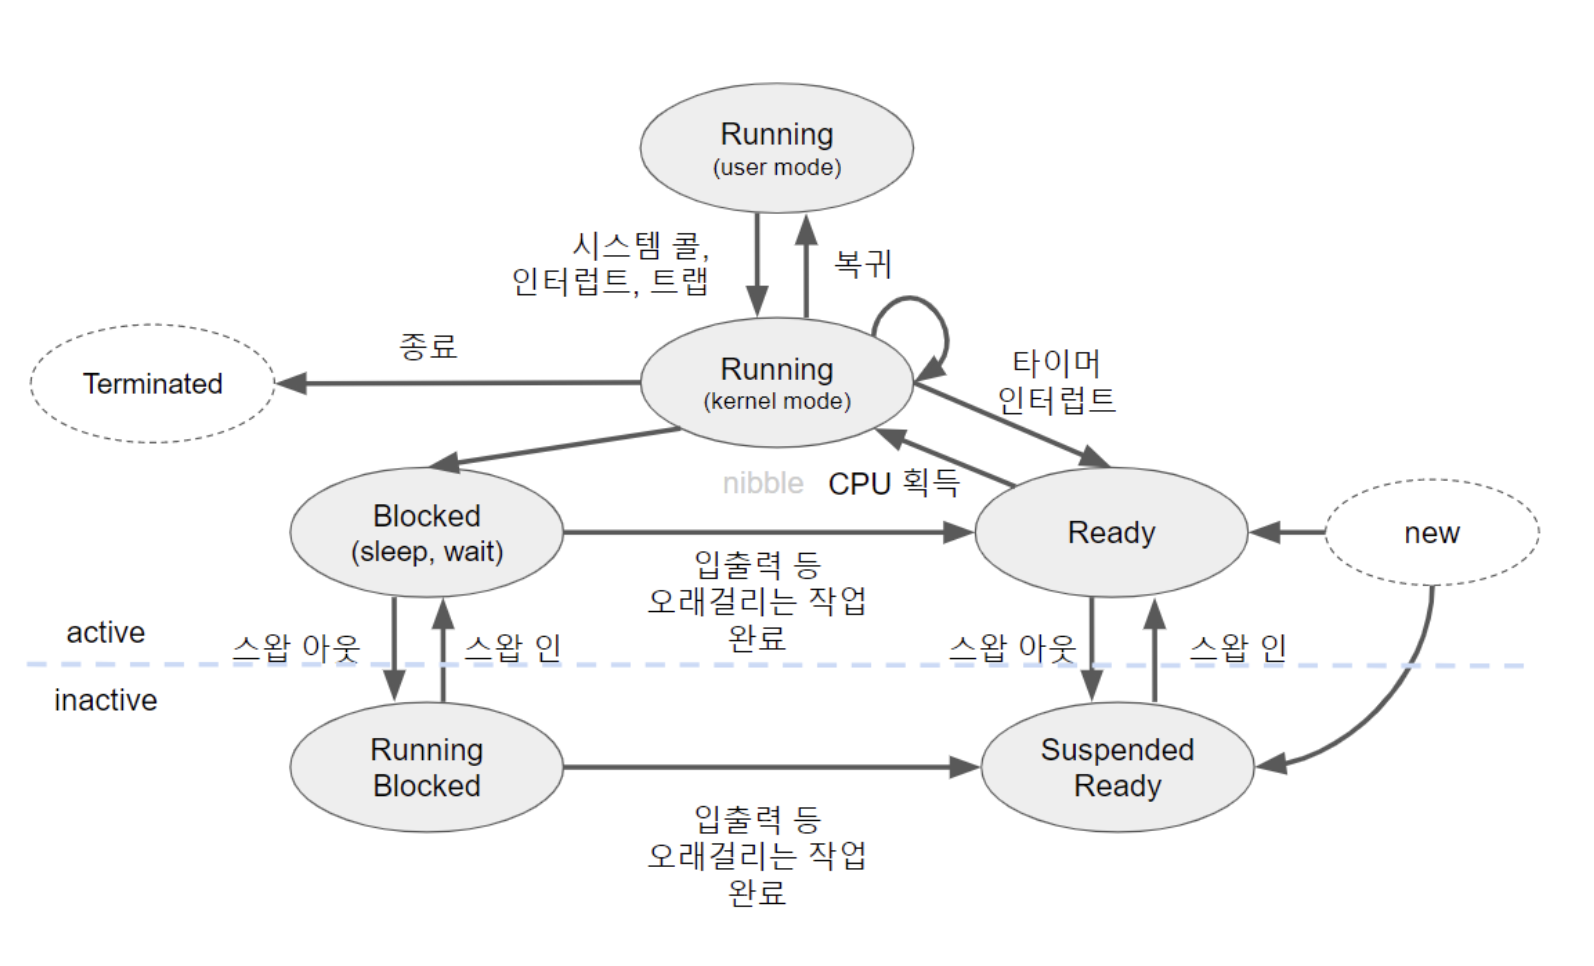 Running
(user mode)
시스템 콜,
인터럽트, 트랩
복귀
종료
Terminated
Running
(kernel mode)
타이머
인터럽트
nibble
CPU 획득
Blocked
(sleep, wait)
Ready
new
입출력 등
오래걸리는 작업
완료
active
스왑 아웃
스왑 인
스왑 아웃
스왑 인
inactive
Running
Blocked
Suspended
Ready
입출력 등
오래걸리는 작업
완료